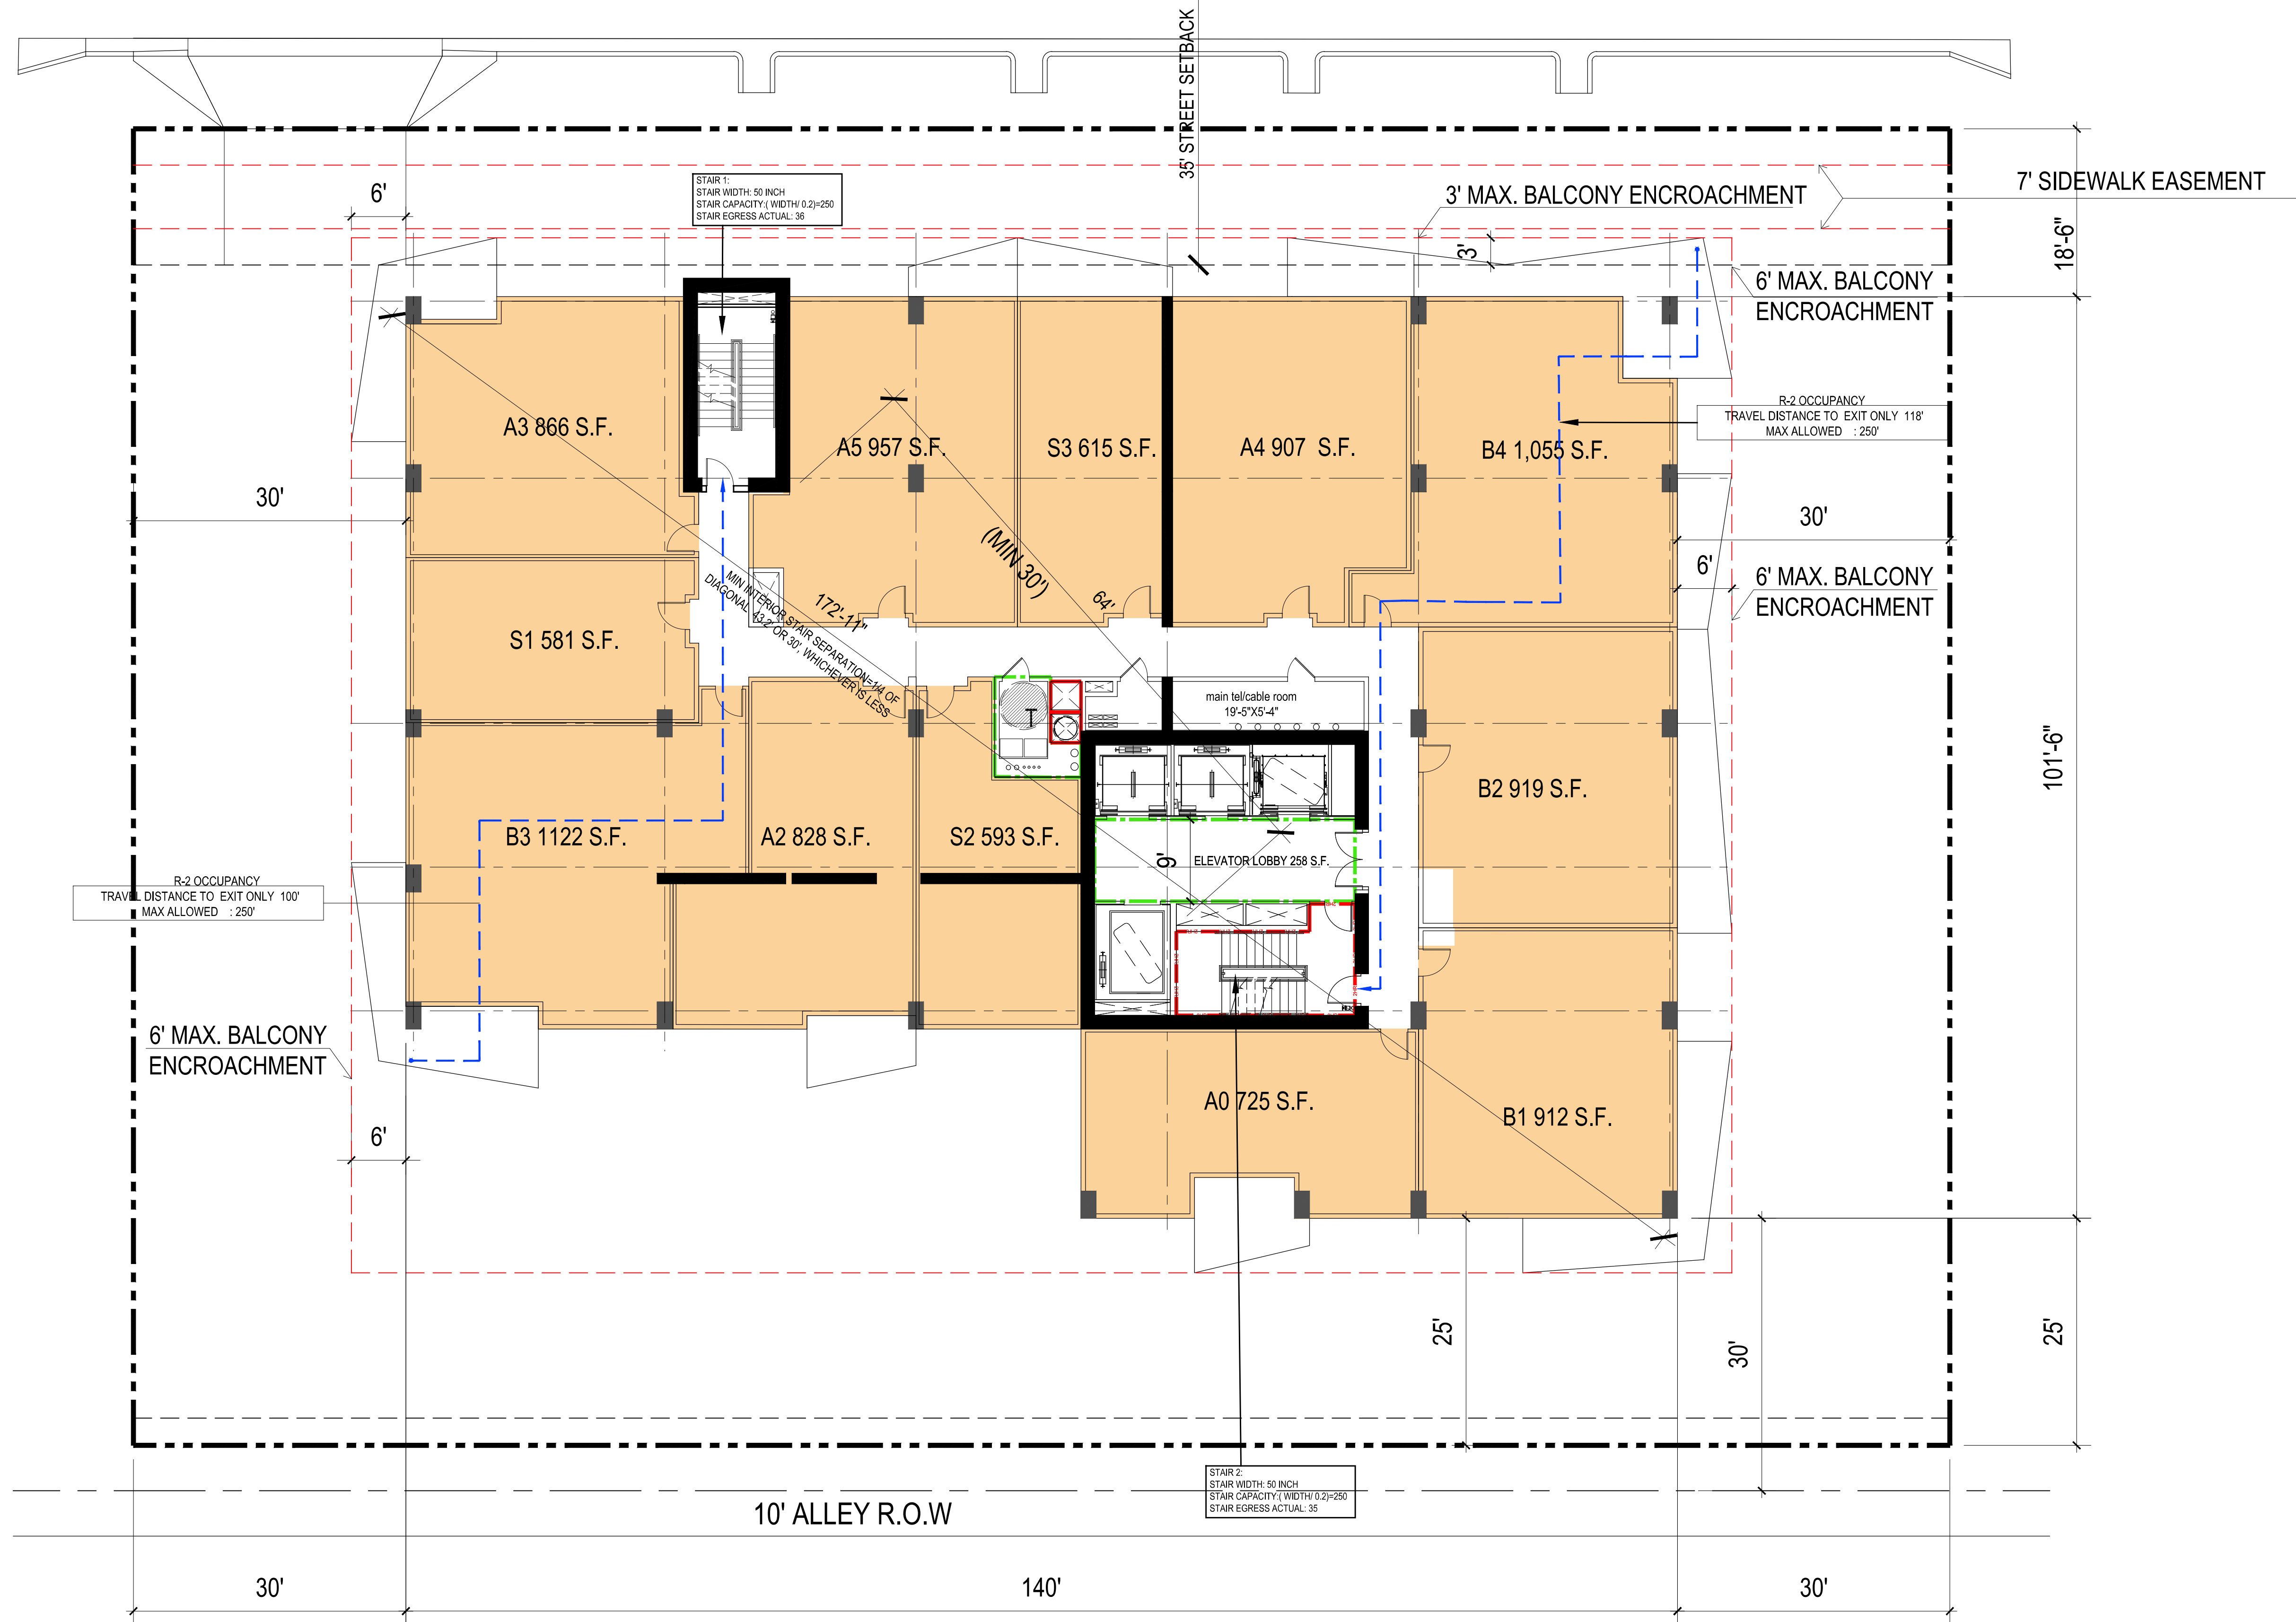 35' STREET SETBACK
6'
STAIR 1:
STAIR WIDTH: 50 INCH
STAIR CAPACITY:( WIDTH/ 0.2)=250
STAIR EGRESS ACTUAL: 36
3' MAX. BALCONY ENCROACHMENT
7' SIDEWALK EASEMENT
18'-6"
3'
6' MAX. BALCONY
ENCROACHMENT
R-2 OCCUPANCY
TRAVEL DISTANCE TO  EXIT ONLY  118'
MAX ALLOWED   : 250'
A3 866 S.F.
A5 957 S.F.
S3 615 S.F.
A4 907  S.F.
B4 1,055 S.F.
30'
30'
(MIN 30')
64'
6'
6' MAX. BALCONY
ENCROACHMENT
172'-11"
MIN INTERIOR STAIR SEPARATION=1/4 OF
DIAGONAL 43.2' OR 30', WHICHEVER IS LESS
S1 581 S.F.
main tel/cable room
19'-5"X5'-4"
T
101'-6"
B2 919 S.F.
B3 1122 S.F.
A2 828 S.F.
S2 593 S.F.
9'
ELEVATOR LOBBY 258 S.F.
R-2 OCCUPANCY
TRAVEL DISTANCE TO  EXIT ONLY  100'
MAX ALLOWED   : 250'
6' MAX. BALCONY
ENCROACHMENT
A0 725 S.F.
B1 912 S.F.
6'
25'
30'
25'
STAIR 2:
STAIR WIDTH: 50 INCH
STAIR CAPACITY:( WIDTH/ 0.2)=250
STAIR EGRESS ACTUAL: 35
10' ALLEY R.O.W
30'
140'
30'